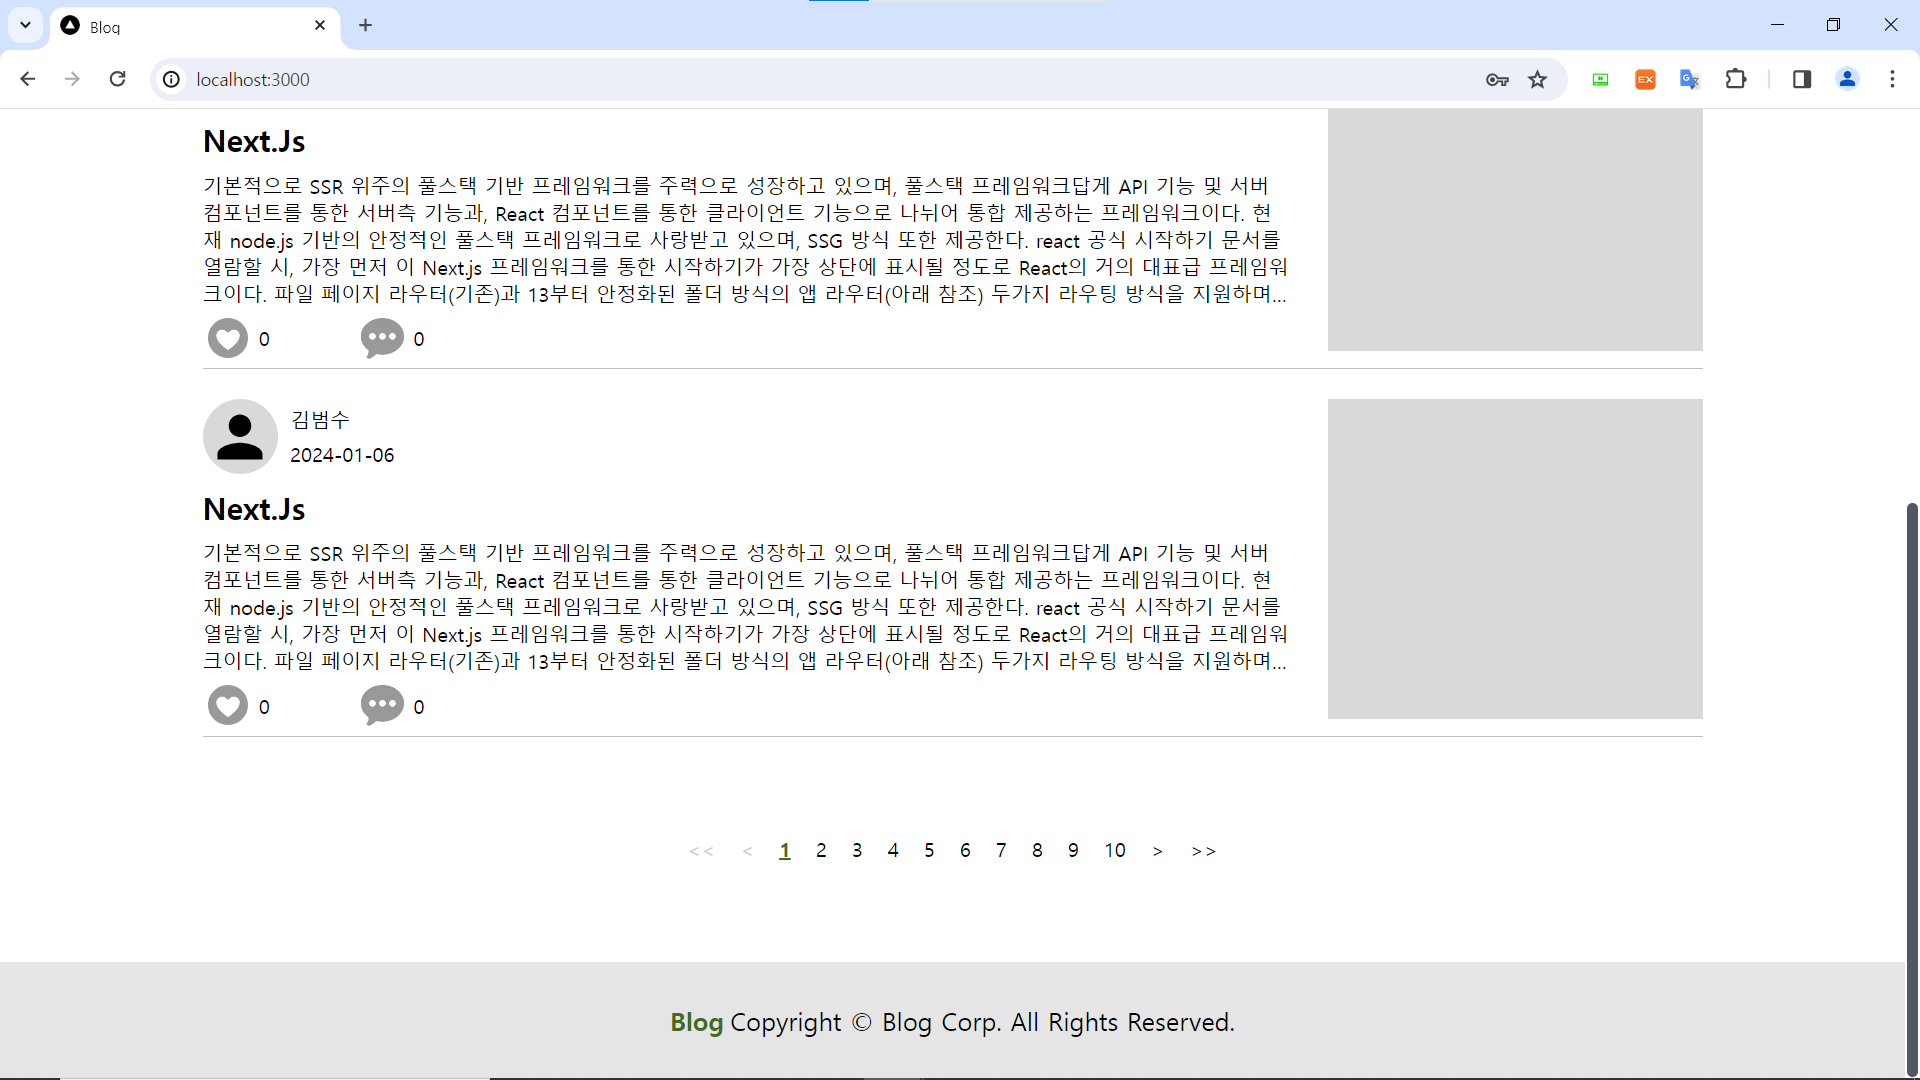 Blog
localhost:3000
Next.Js
기본적으로 SSR 위주의 풀스택 기반 프레임워크를 주력으로 성장하고 있으며, 풀스택 프레임워크답게 API 기능 및 서버
컴포넌트를 통한 서버측 기능과, React 컴포넌트를 통한 클라이언트 기능으로 나뉘어 통합 제공하는 프레임워크이다. 현
재 node.js 기반의 안정적인 풀스택 프레임워크로 사랑받고 있으며, SSG 방식 또한 제공한다. react 공식 시작하기 문서를
열람할 시, 가장 먼저 이 Next.js 프레임워크를 통한 시작하기가 가장 상단에 표시될 정도로 React의 거의 대표급 프레임워
크이다. 파일 페이지 라우터(기존)과 13부터 안정화된 폴더 방식의 앱 라우터(아래 참조) 두가지 라우팅 방식을 지원하며...
0 0
김범수
2024-01-06
Next.Js
기본적으로 SSR 위주의 풀스택 기반 프레임워크를 주력으로 성장하고 있으며, 풀스택 프레임워크답게 API 기능 및 서버
컴포넌트를 통한 서버측 기능과, React 컴포넌트를 통한 클라이언트 기능으로 나뉘어 통합 제공하는 프레임워크이다. 현
재 node.js 기반의 안정적인 풀스택 프레임워크로 사랑받고 있으며, SSG 방식 또한 제공한다. react 공식 시작하기 문서를
열람할 시, 가장 먼저 이 Next.js 프레임워크를 통한 시작하기가 가장 상단에 표시될 정도로 React의 거의 대표급 프레임워
크이다. 파일 페이지 라우터(기존)과 13부터 안정화된 폴더 방식의 앱 라우터(아래 참조) 두가지 라우팅 방식을 지원하며...
0 0
<< < 1 2 3 4 5 6 7 8 9 10 > >>
Blog Copyright © Blog Corp. All Rights Reserved.